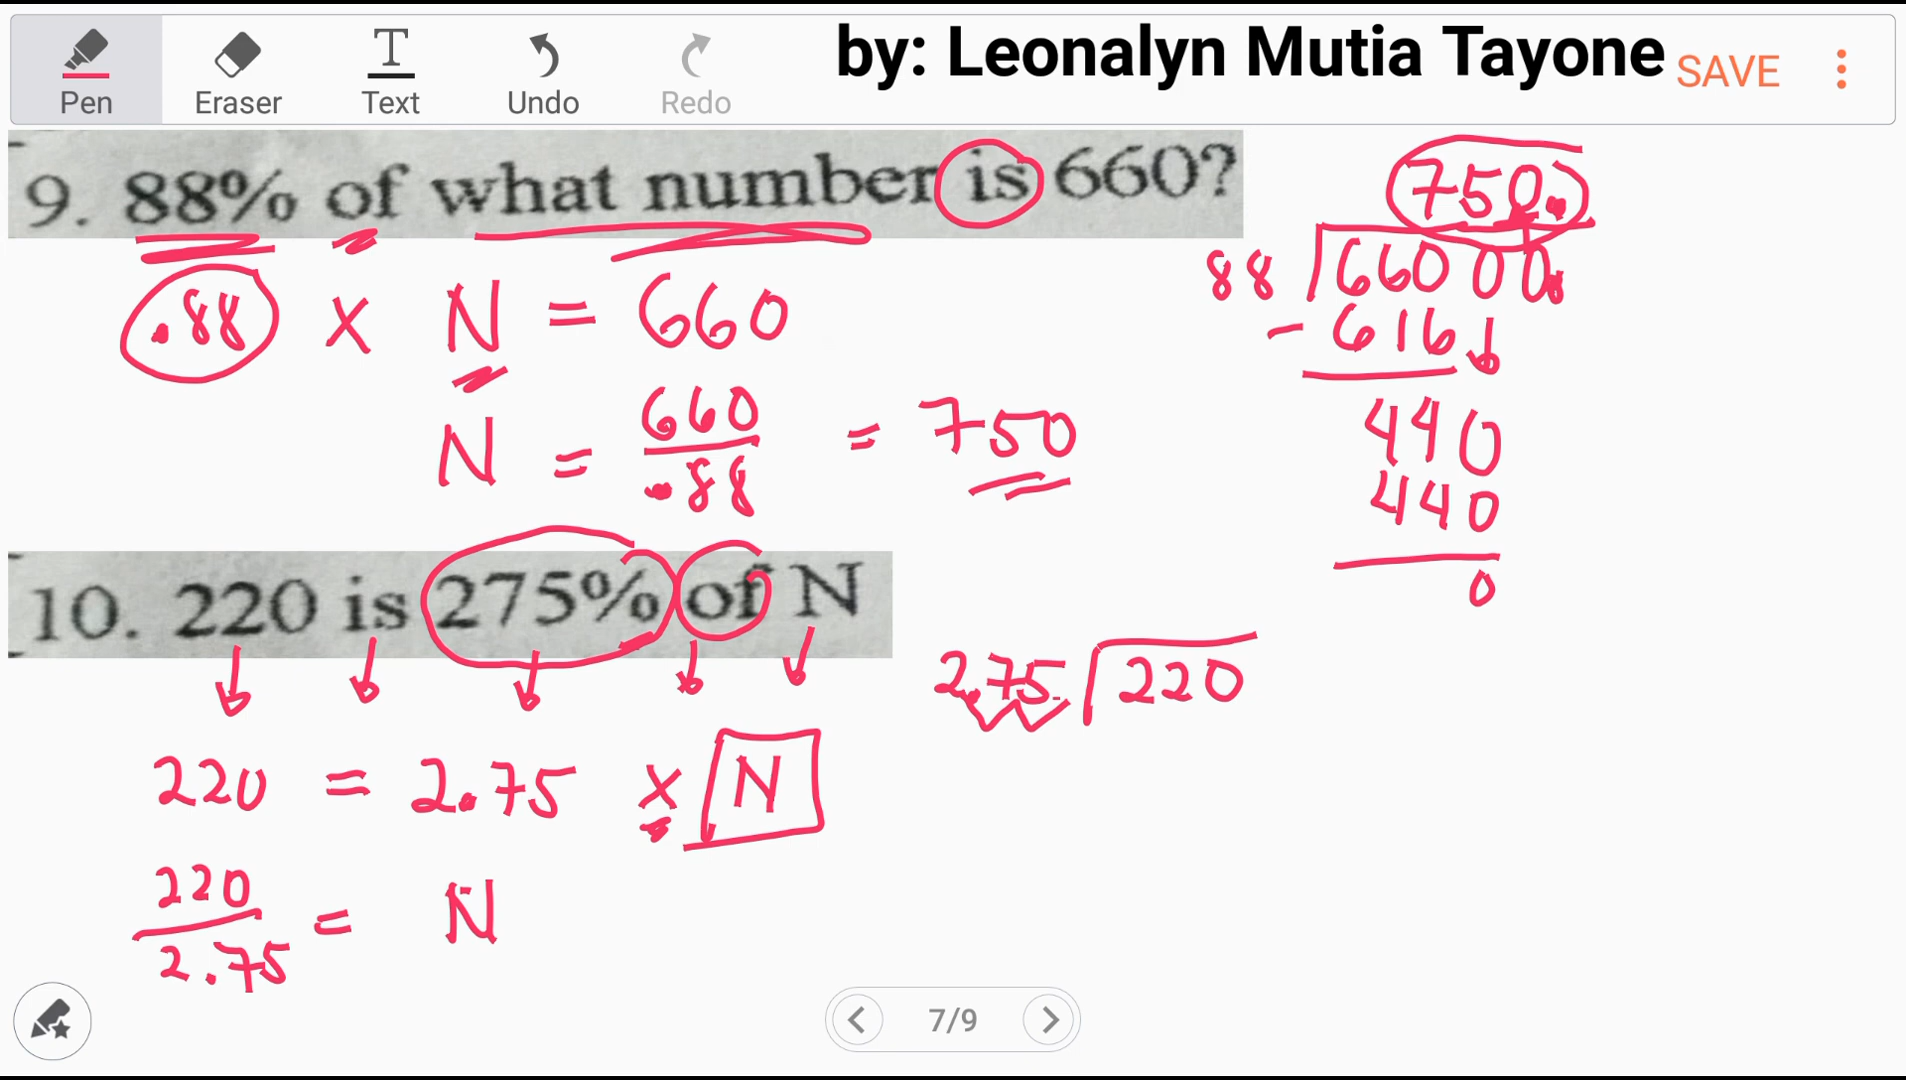 Pen
Eraser
Text
Undo
Redo
by: Leonalyn Mutia Tayone
SAVE
9. 88% of what number is 660?
.88 x N = 660
N = 660 / .88 = 750
750.
88 66000.
- 616
440
440
0
10. 220 is 275% of N
220 = 2.75 x N
220 / 2.75 = N
2.75. 220
7/9